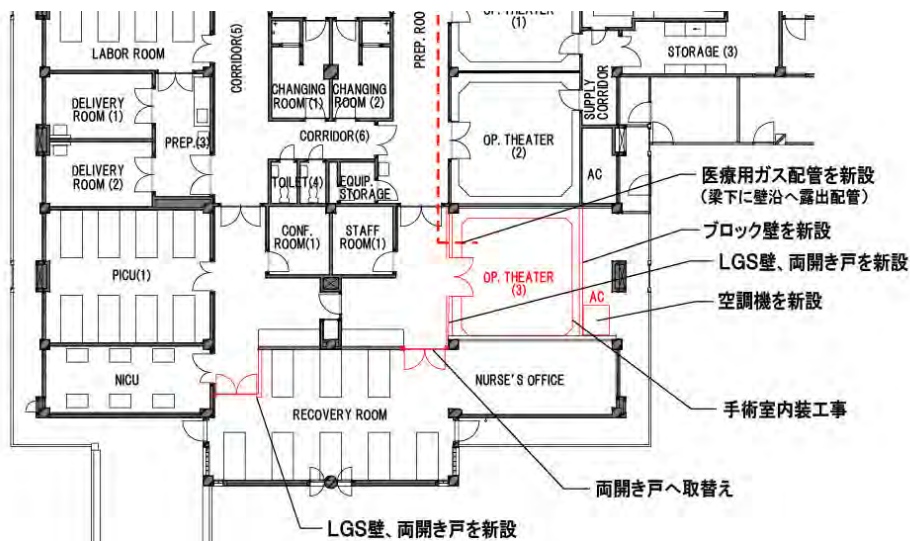 OP. THEATER
(1)
LABOR ROOM
CORRIDOR(5)
PREP. ROO
STORAGE (3)
CHANGING
ROOM(1)
CHANGING
ROOM(2)
SUPPLY
CORRIDOR
DELIVERY
ROOM(1)
PREP.(3)
CORRIDOR(6)
OP. THEATER
(2)
DELIVERY
ROOM(2)
TOILET(4)
EQUIP.
STORAGE
AC
医療用ガス配管を新設
(梁下に壁沿へ露出配管)
CONF.
ROOM(1)
STAFF
ROOM(1)
ブロック壁を新設
LGS壁、両開き戸を新設
PICU(1)
OP. THEATER
(3)
AC
空調機を新設
NICU
NURSE'S OFFICE
RECOVERY ROOM
手術室内装工事
両開き戸へ取替え
LGS壁、両開き戸を新設